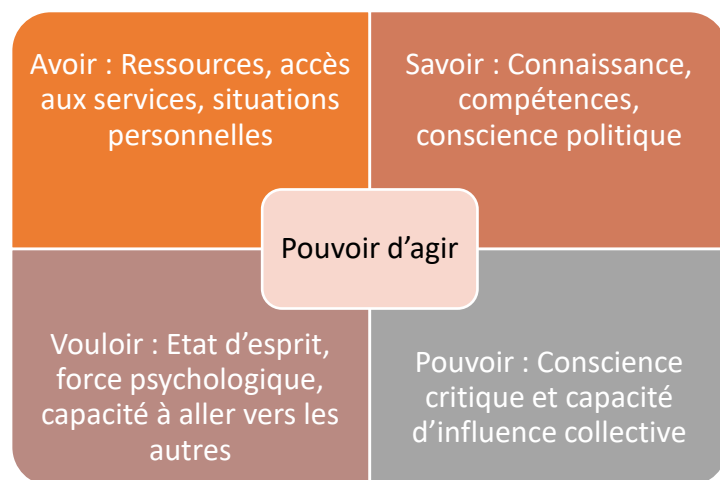 Avoir : Ressources, accès
aux services, situations
personnelles
Savoir : Connaissance,
compétences,
conscience politique
Pouvoir d’agir
Vouloir : Etat d’esprit,
force psychologique,
capacité à aller vers les
autres
Pouvoir : Conscience
critique et capacité
d’influence collective